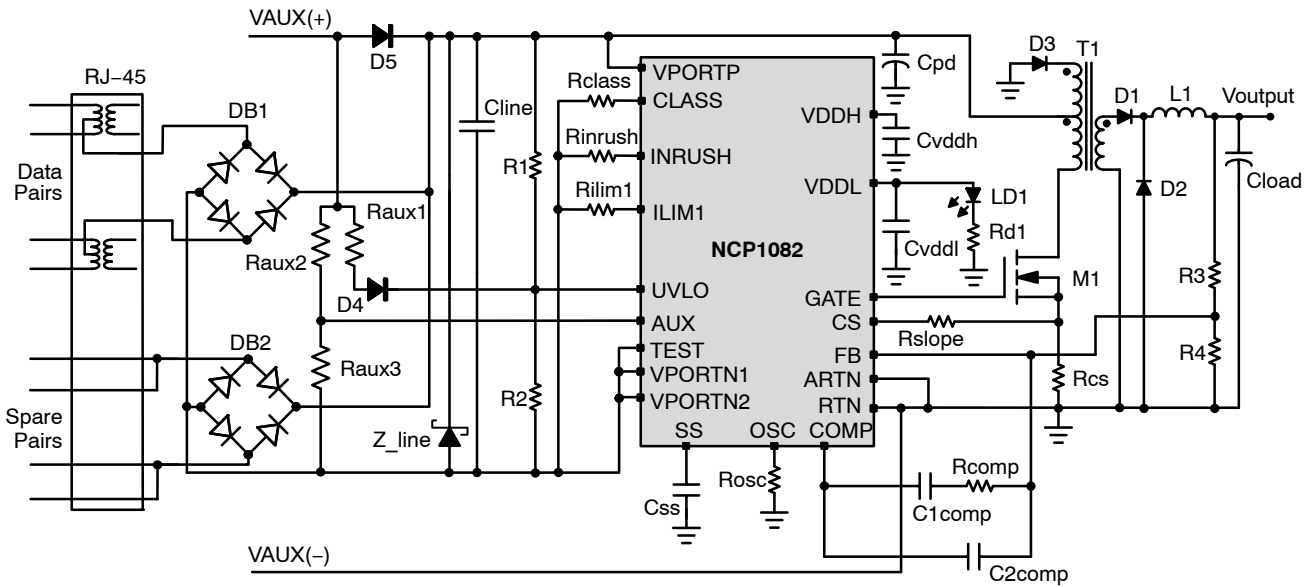 VAUX(+)
D5
RJ−45
DB1
Data
Pairs
Cline
R1
Raux1
Raux2
D4
DB2
Raux3
R2
Z_line
Spare
Pairs
VAUX(−)
Rclass
Rinrush
Rilim1
VPORTP
CLASS
INRUSH
ILIM1
NCP1082
UVLO
AUX
TEST
VPORTN1
VPORTN2
SS
OSC
COMP
VDDH
VDDL
GATE
CS
FB
ARTN
RTN
Cpd
Cvddh
Cvddl
LD1
Rd1
M1
Rslope
Rcs
D3
T1
D1
L1
Voutput
Cload
D2
R3
R4
Css
Rosc
Rcomp
C1comp
C2comp